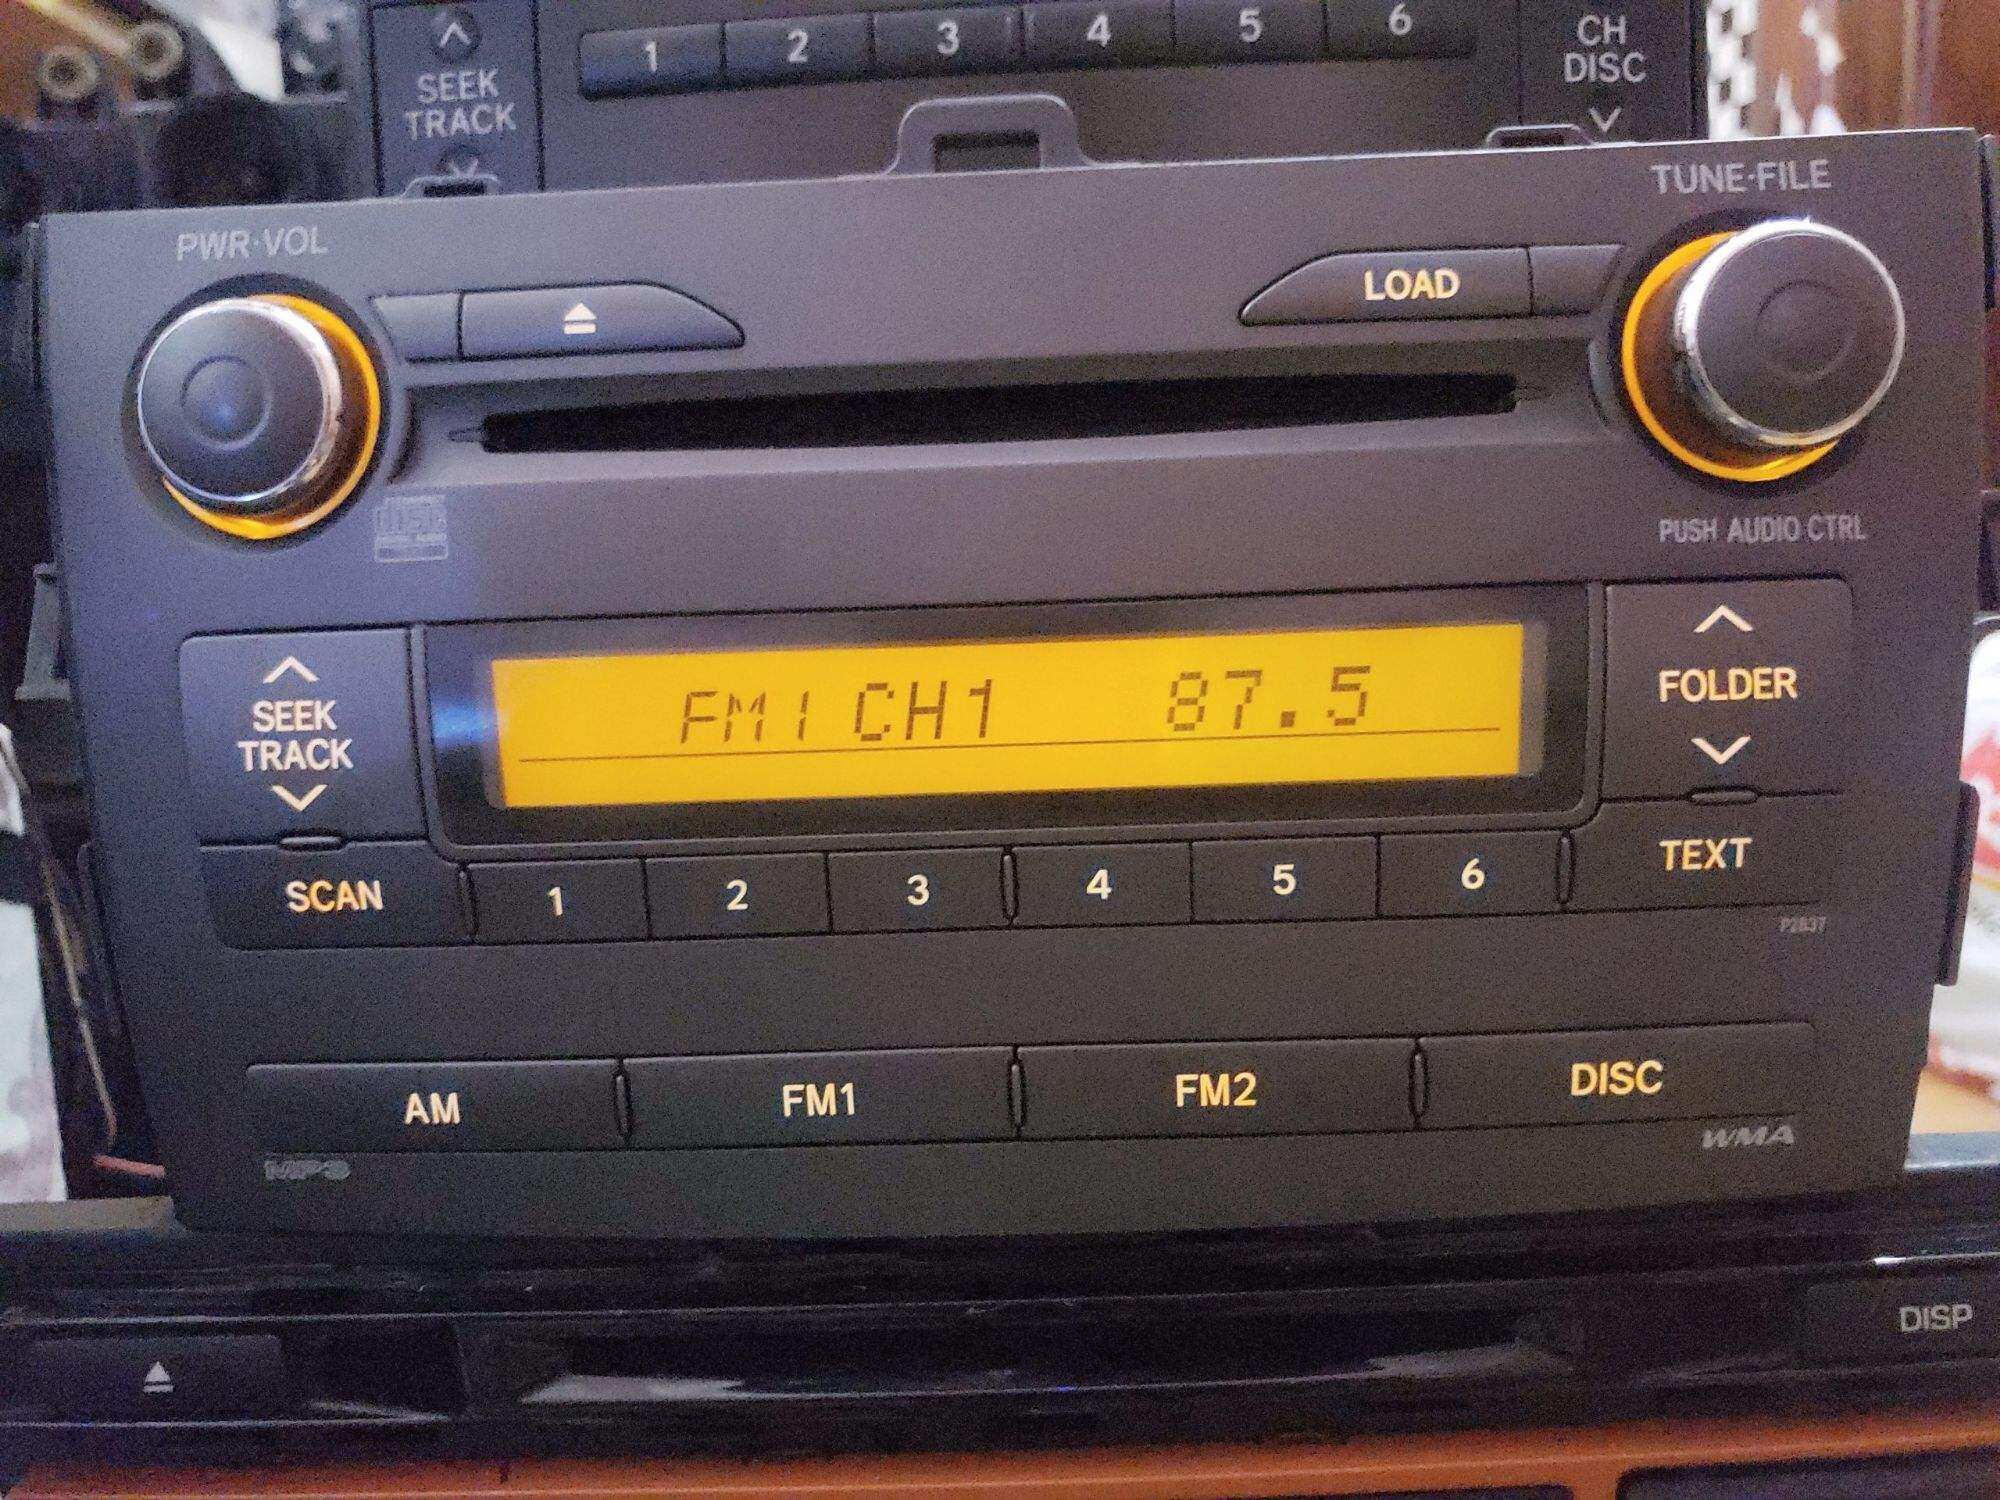 1 2 3 4 5 6
SEEK
TRACK
CH
DISC
TUNE·FILE
PWR·VOL
LOAD
PUSH AUDIO CTRL
SEEK
TRACK
FM1 CH1 87.5
FOLDER
SCAN
1 2 3 4 5 6
TEXT
P2837
AM FM1 FM2 DISC
MP3
WMA
DISP